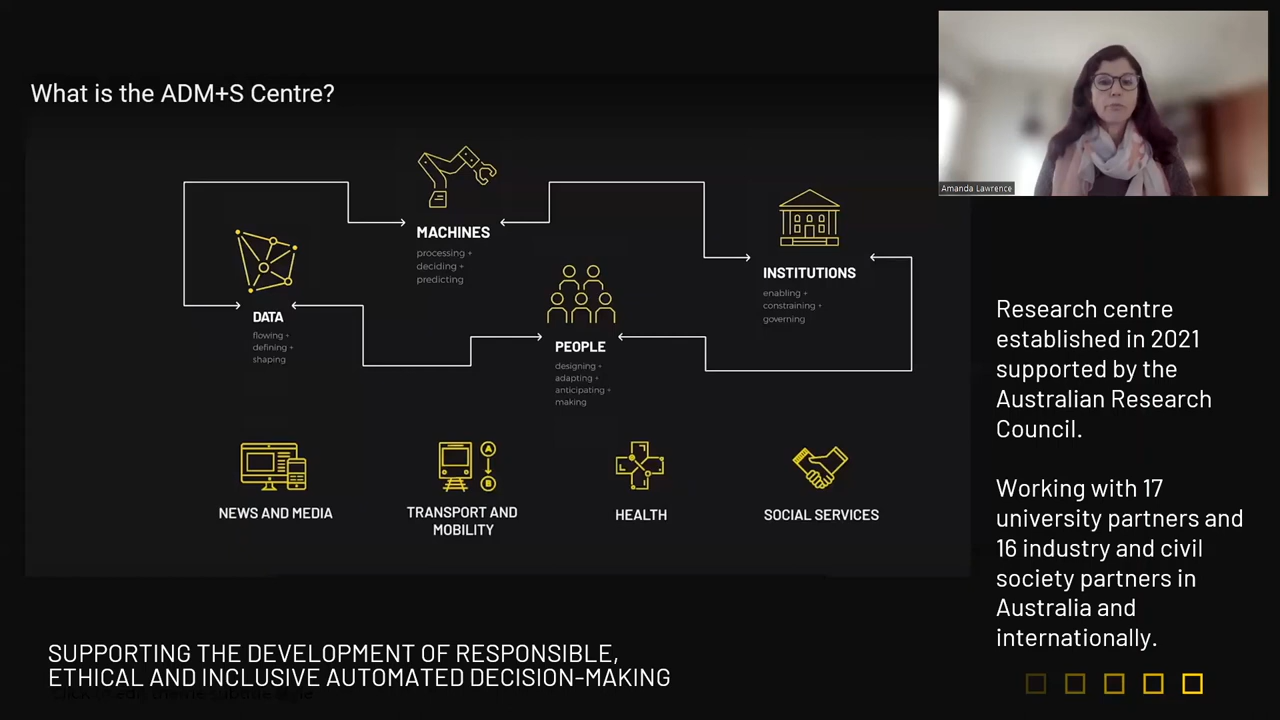 What is the ADM+S Centre?
Amanda Lawrence
MACHINES
processing +
deciding +
predicting
INSTITUTIONS
enabling +
constraining +
governing
DATA
flowing +
defining +
shaping
PEOPLE
designing +
adapting +
anticipating +
making
A
B
NEWS AND MEDIA
TRANSPORT AND
MOBILITY
HEALTH
SOCIAL SERVICES
Research centre
established in 2021
supported by the
Australian Research
Council.
Working with 17
university partners and
16 industry and civil
society partners in
Australia and
internationally.
SUPPORTING THE DEVELOPMENT OF RESPONSIBLE,
ETHICAL AND INCLUSIVE AUTOMATED DECISION-MAKING